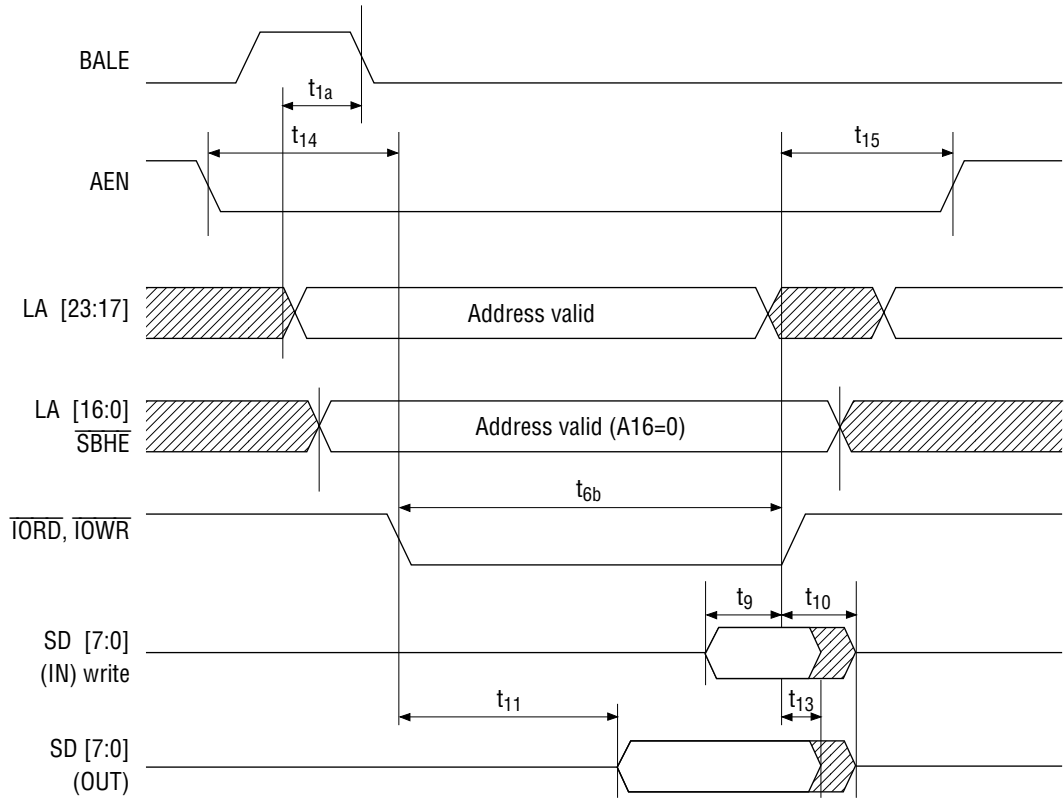 BALE
t1a
t14
t15
AEN
LA [23:17]
Address valid
LA [16:0]
SBHE
Address valid (A16=0)
t6b
IORD, IOWR
t9
t10
SD [7:0]
(IN) write
t13
t11
SD [7:0]
(OUT)